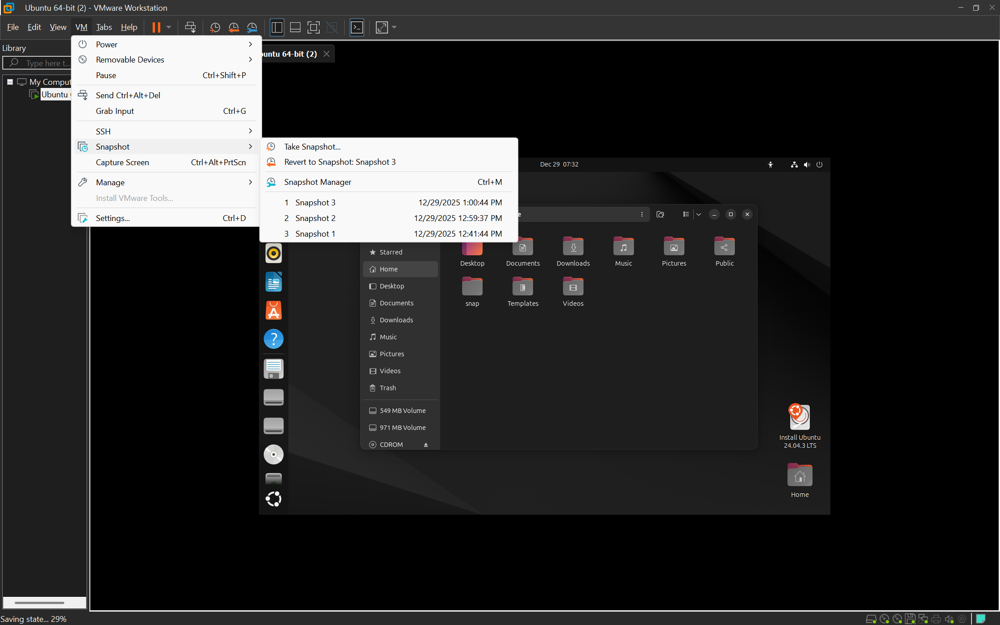 Ubuntu 64-bit (2) - VMware Workstation
File Edit View VM Tabs Help
Library
Type here t...
My Comput
Ubuntu
Power
Removable Devices
Pause Ctrl+Shift+P
Send Ctrl+Alt+Del
Grab Input Ctrl+G
SSH
Snapshot
Capture Screen Ctrl+Alt+PrtScn
Manage
Install VMware Tools...
Settings... Ctrl+D
untu 64-bit (2)
Take Snapshot...
Revert to Snapshot: Snapshot 3
Snapshot Manager Ctrl+M
1 Snapshot 3 12/29/2025 1:00:44 PM
2 Snapshot 2 12/29/2025 12:59:37 PM
3 Snapshot 1 12/29/2025 12:41:44 PM
Dec 29 07:32
e
Starred
Home
Desktop
Documents
Downloads
Music
Pictures
Videos
Trash
549 MB Volume
971 MB Volume
CDROM
Desktop Documents Downloads Music Pictures Public
snap Templates Videos
Install Ubuntu
24.04.3 LTS
Home
Saving state... 29%